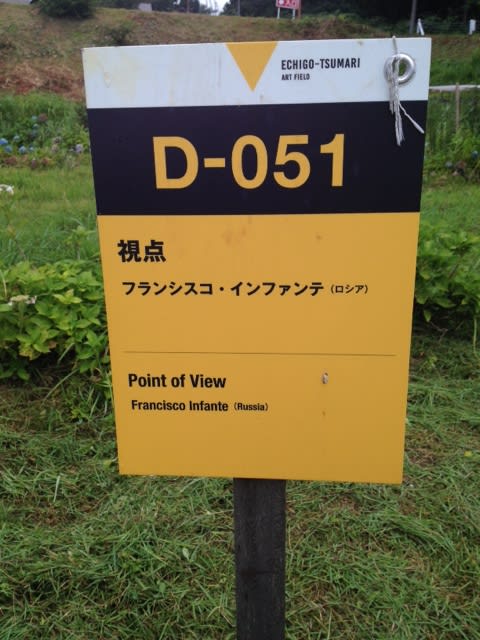 ECHIGO-TSUMARI
ART FIELD
D-051
視点
フランシスコ・インファンテ（ロシア）
Point of View
Francisco Infante（Russia）